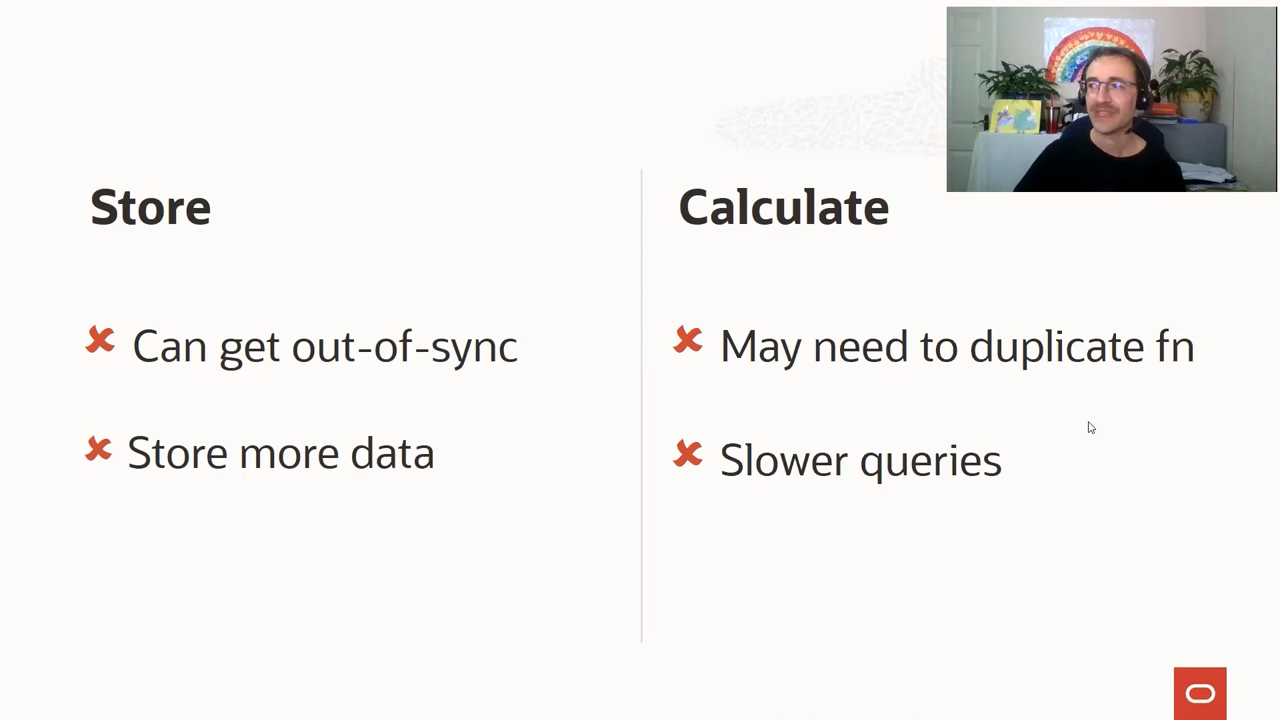 Store
Can get out-of-sync
Store more data
Calculate
May need to duplicate fn
Slower queries